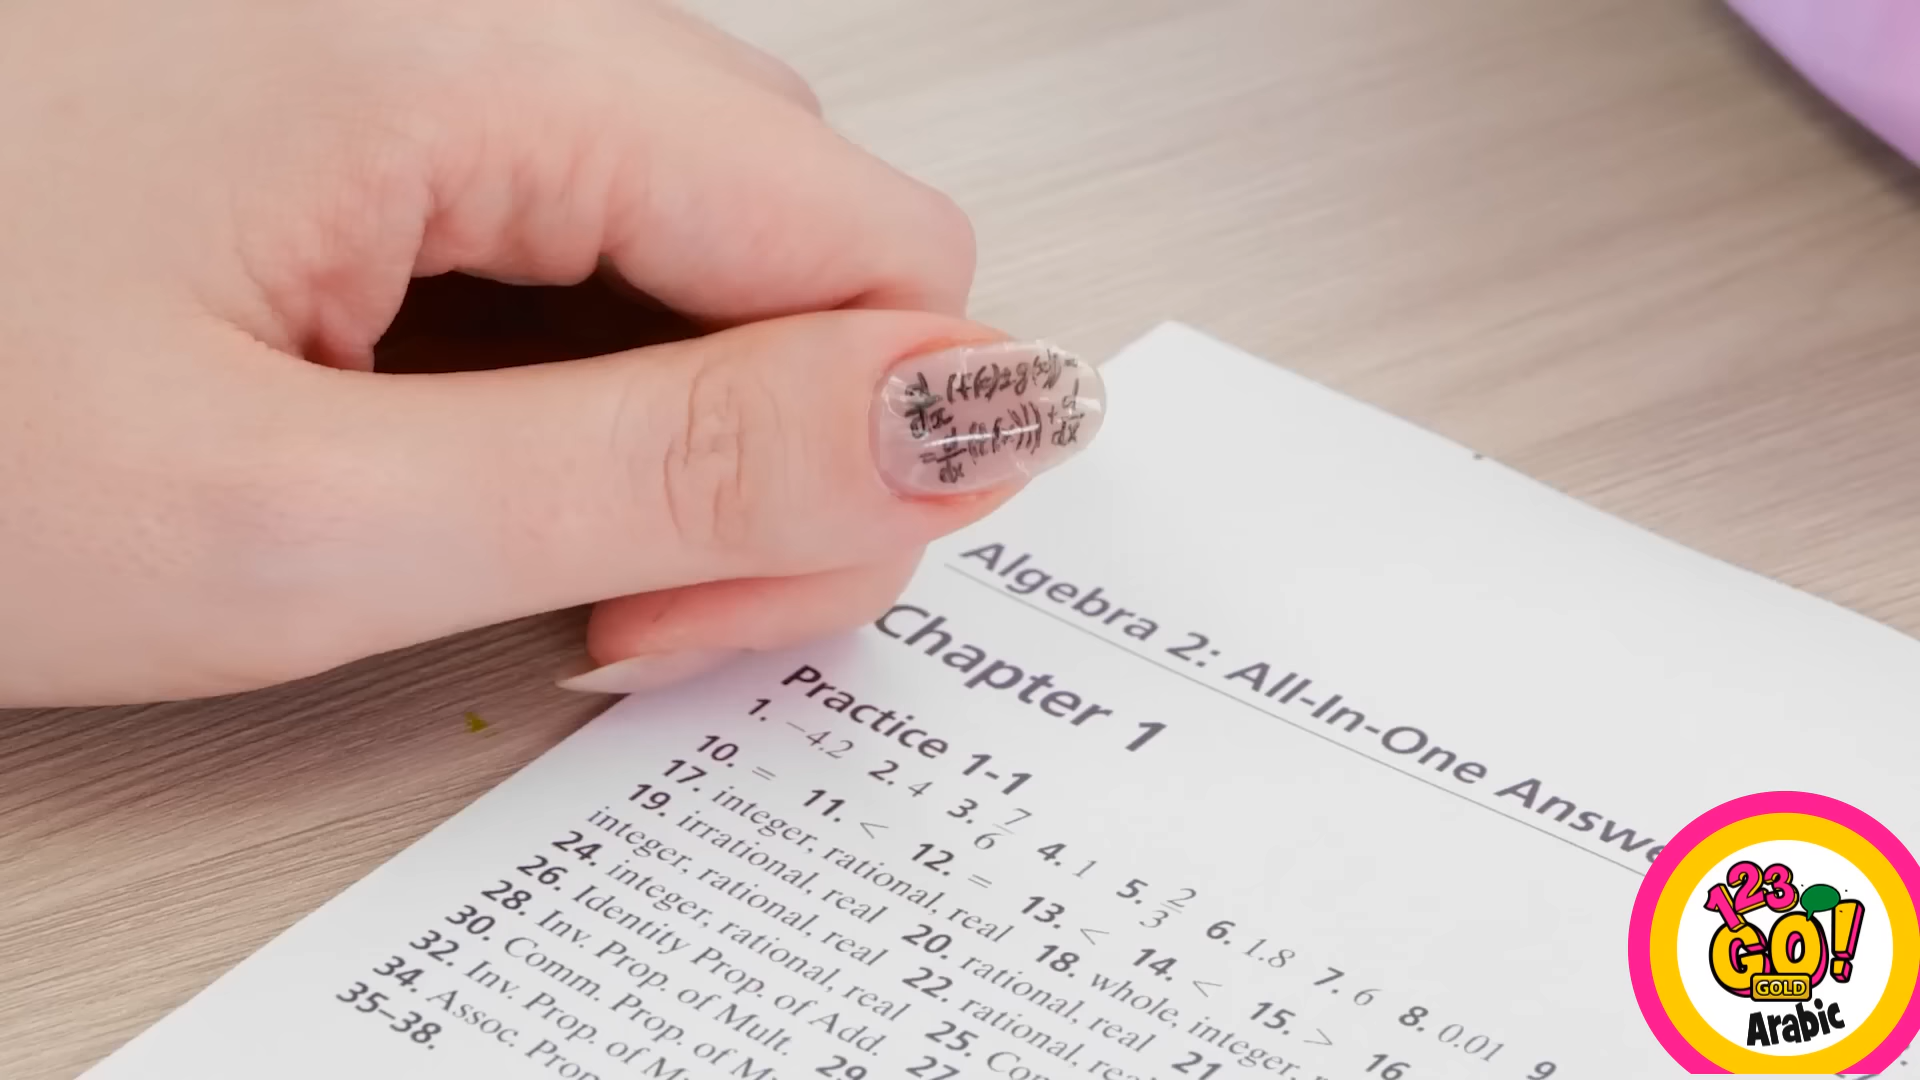 Algebra 2: All-In-One Answe
Chapter 1
Practice 1-1
1. −4.2 2. 4 3. 7/6 4. 1 5. 2/3 6. 1.8 7. 6 8. 0.01 9
10. = 11. < 12. = 13. < 14. < 15. > 16
17. integer, rational, real 18. whole, integer,
19. irrational, real 20. rational, real 21
integer, rational, real 22. rational,
24. integer, rational, real 25.
26. Identity Prop. of Add. 27
28. Inv. Prop. of Mult. 29
30. Comm. Prop. of
32. Inv. Prop. of
34. Assoc.
35–38.
123
GO!
GOLD
Arabic